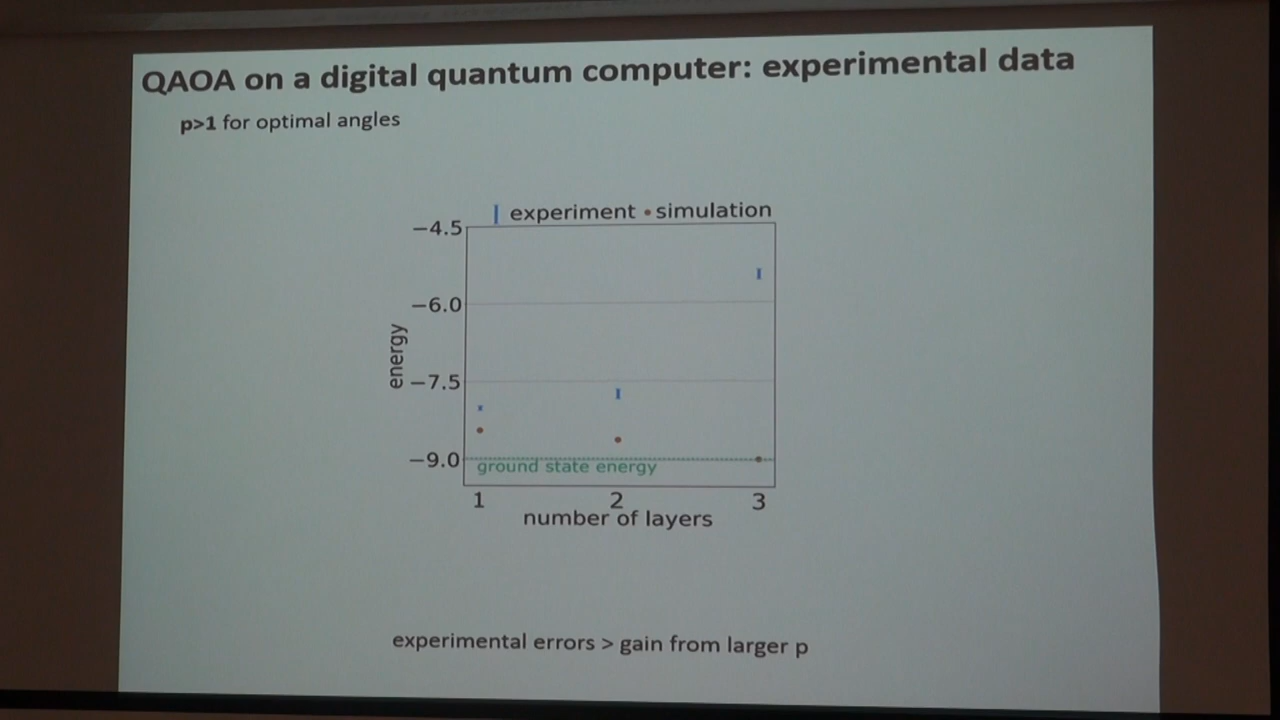 QAOA on a digital quantum computer: experimental data
p>1 for optimal angles
experiment simulation
−4.5
−6.0
−7.5
−9.0
energy
ground state energy
1 2 3
number of layers
experimental errors > gain from larger p